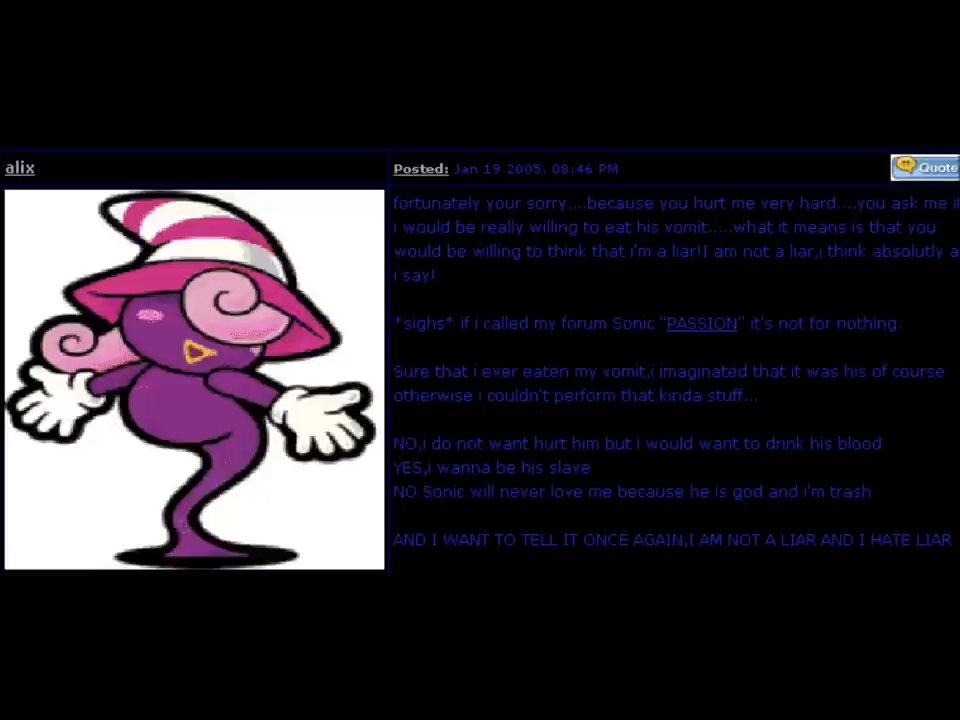 alix
Posted: Jan 19 2005, 08:46 PM
Quote
fortunately your sorry....because you hurt me very hard....you ask me if
i would be really willing to eat his vomit.....what it means is that you
would be willing to think that i'm a liar!I am not a liar,i think absolutly a
i say!
*sighs* if i called my forum Sonic "PASSION" it's not for nothing.
Sure that i ever eaten my vomit,i imaginated that it was his of course
otherwise i couldn't perform that kinda stuff...
NO,i do not want hurt him but i would want to drink his blood
YES,i wanna be his slave
NO Sonic will never love me because he is god and i'm trash
AND I WANT TO TELL IT ONCE AGAIN,I AM NOT A LIAR AND I HATE LIAR